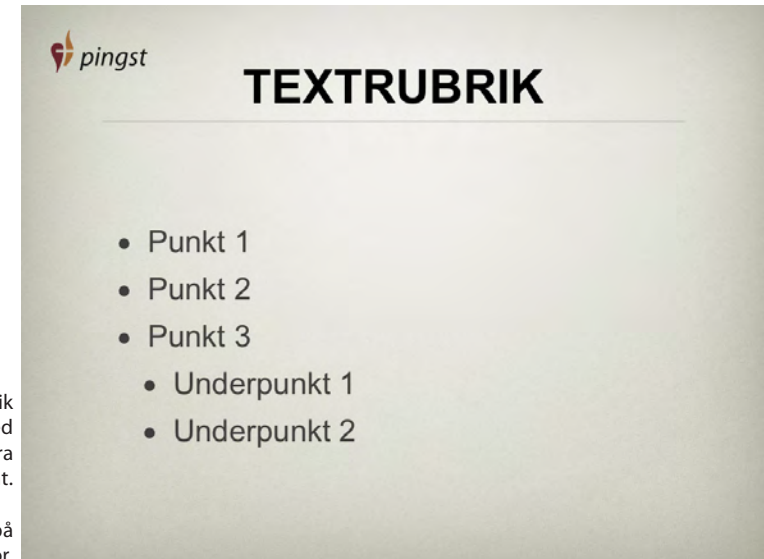 pingst
TEXTRUBRIK
• Punkt 1
• Punkt 2
• Punkt 3
• Underpunkt 1
• Underpunkt 2